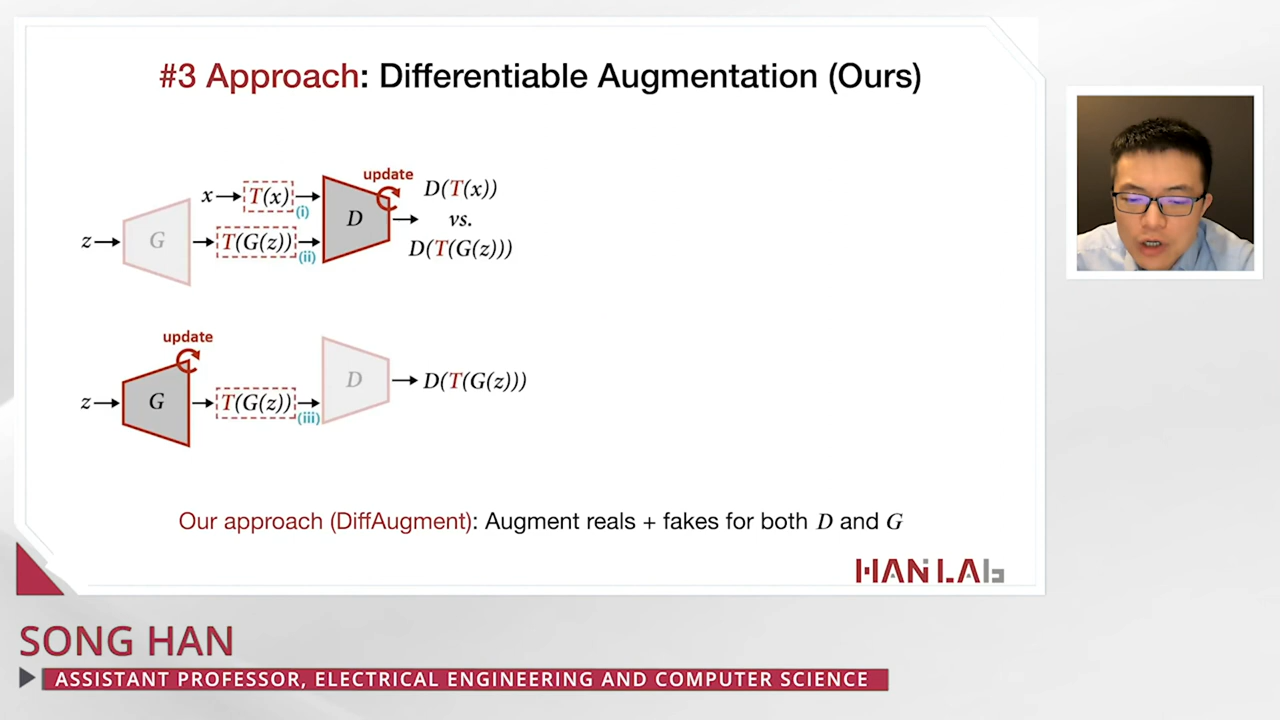 #3 Approach: Differentiable Augmentation (Ours)
update
x
T(x)
(i)
D(T(x))
vs.
D(T(G(z)))
z
G
T(G(z))
(ii)
D
update
z
G
T(G(z))
(iii)
D
D(T(G(z)))
Our approach (DiffAugment): Augment reals + fakes for both D and G
HAN LAb
SONG HAN
ASSISTANT PROFESSOR, ELECTRICAL ENGINEERING AND COMPUTER SCIENCE